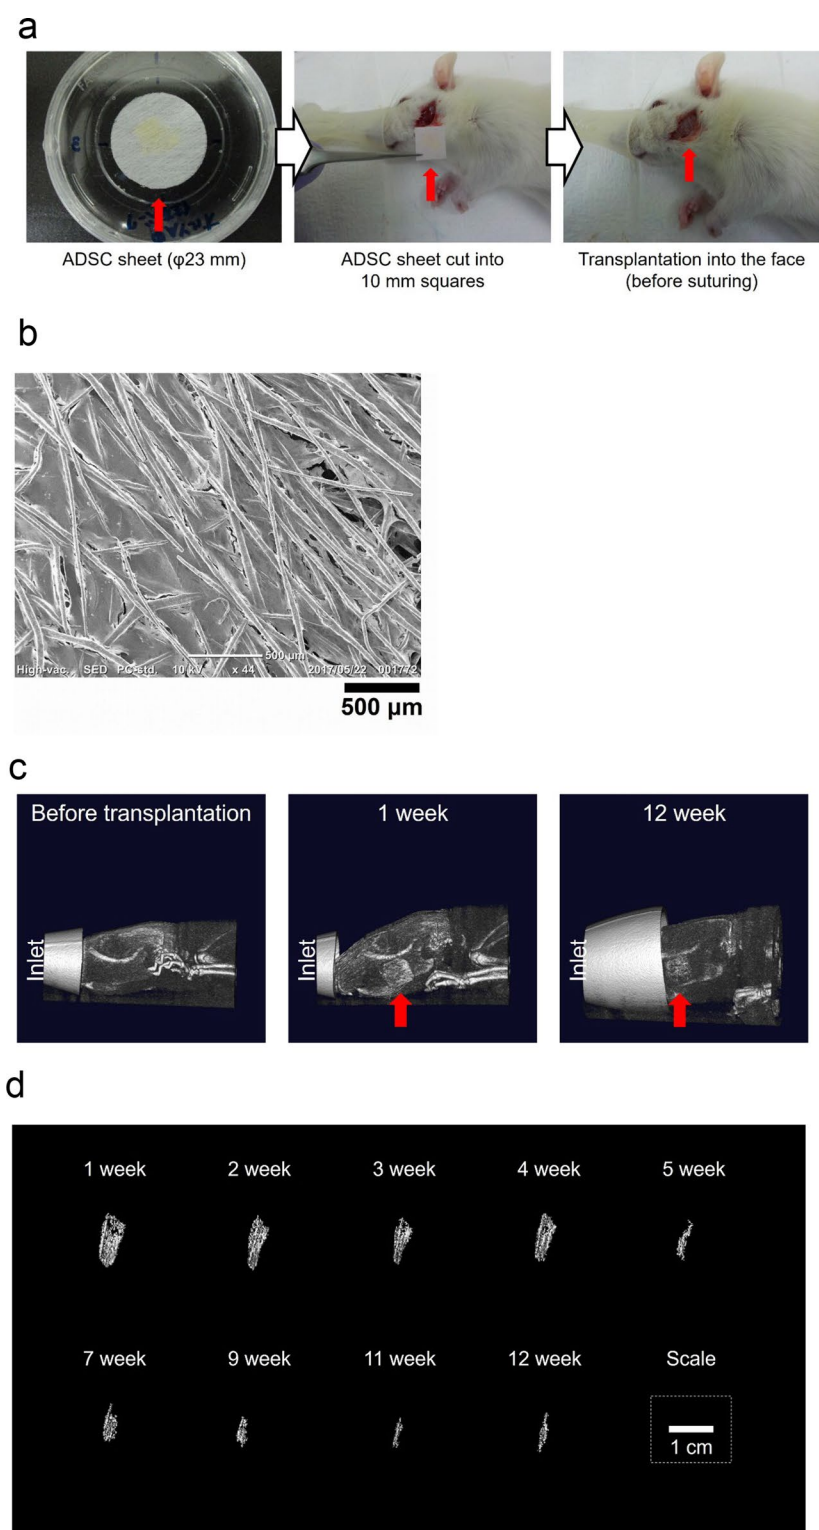 a
ADSC sheet (φ23 mm)
ADSC sheet cut into
10 mm squares
Transplantation into the face
(before suturing)
b
500 μm
High-vac. SED PC-std. 10 kV x 44 2017/05/22 001772
500 μm
c
Before transplantation
1 week
12 week
Inlet
Inlet
Inlet
d
1 week
2 week
3 week
4 week
5 week
7 week
9 week
11 week
12 week
Scale
1 cm